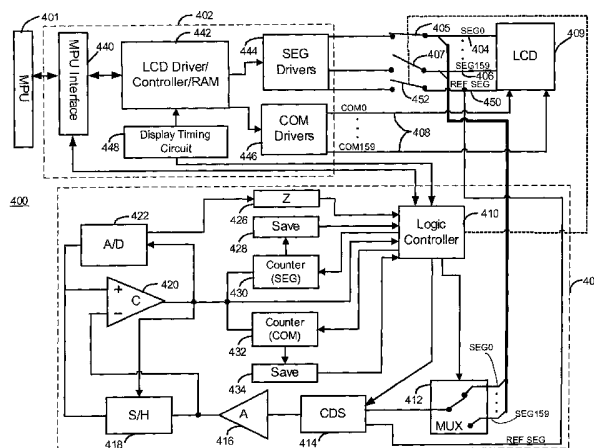 401
MPU
440
MPU Interface
402
442
LCD Driver/
Controller/RAM
444
SEG
Drivers
448
Display Timing
Circuit
446
COM
Drivers
405
407
452
SEG0
404
SEG159
406
REF SEG
450
LCD
409
COM0
408
COM159
400
422
A/D
426
Z
428
Save
430
Counter
(SEG)
432
Counter
(COM)
434
Save
Logic
Controller
410
420
+
C
-
418
S/H
416
A
414
CDS
412
MUX
SEG0
SEG159
REF SEG